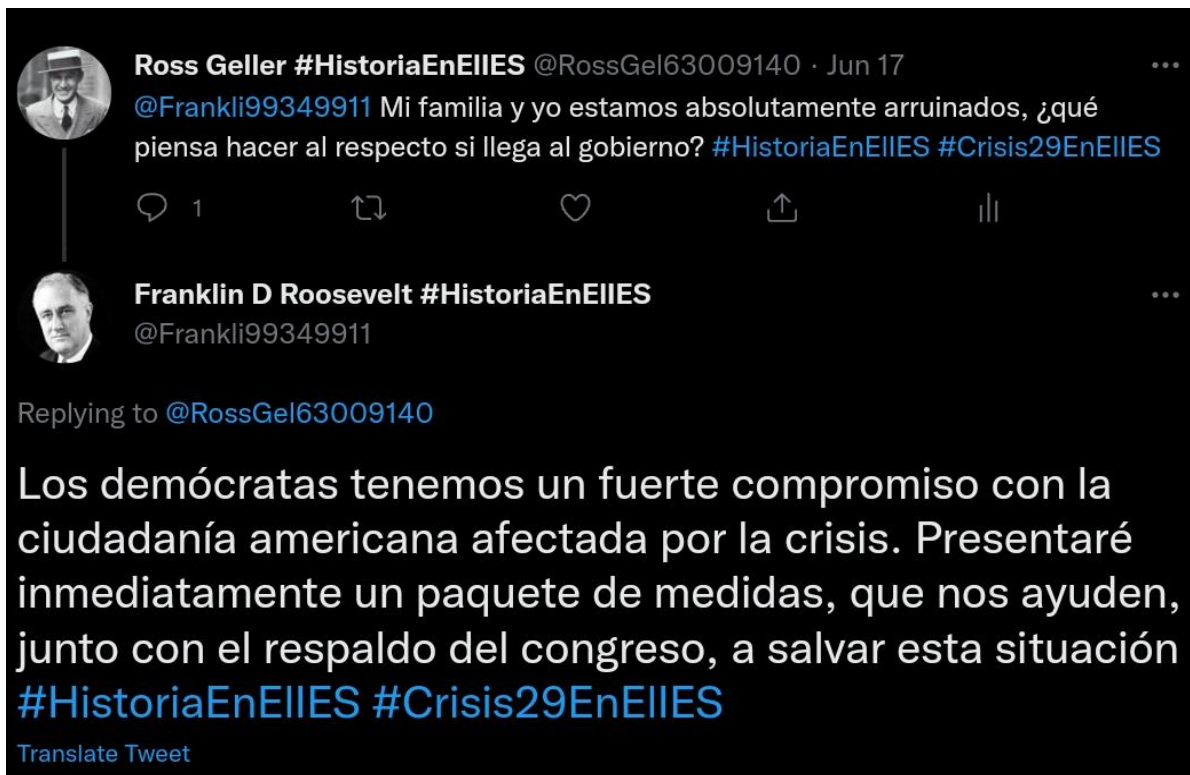 Ross Geller #HistoriaEnElIES @RossGel63009140 · Jun 17
@Frankli99349911 Mi familia y yo estamos absolutamente arruinados, ¿qué
piensa hacer al respecto si llega al gobierno? #HistoriaEnElIES #Crisis29EnElIES
1
Franklin D Roosevelt #HistoriaEnElIES
@Frankli99349911
Replying to @RossGel63009140
Los demócratas tenemos un fuerte compromiso con la
ciudadanía americana afectada por la crisis. Presentaré
inmediatamente un paquete de medidas, que nos ayuden,
junto con el respaldo del congreso, a salvar esta situación
#HistoriaEnElIES #Crisis29EnElIES
Translate Tweet